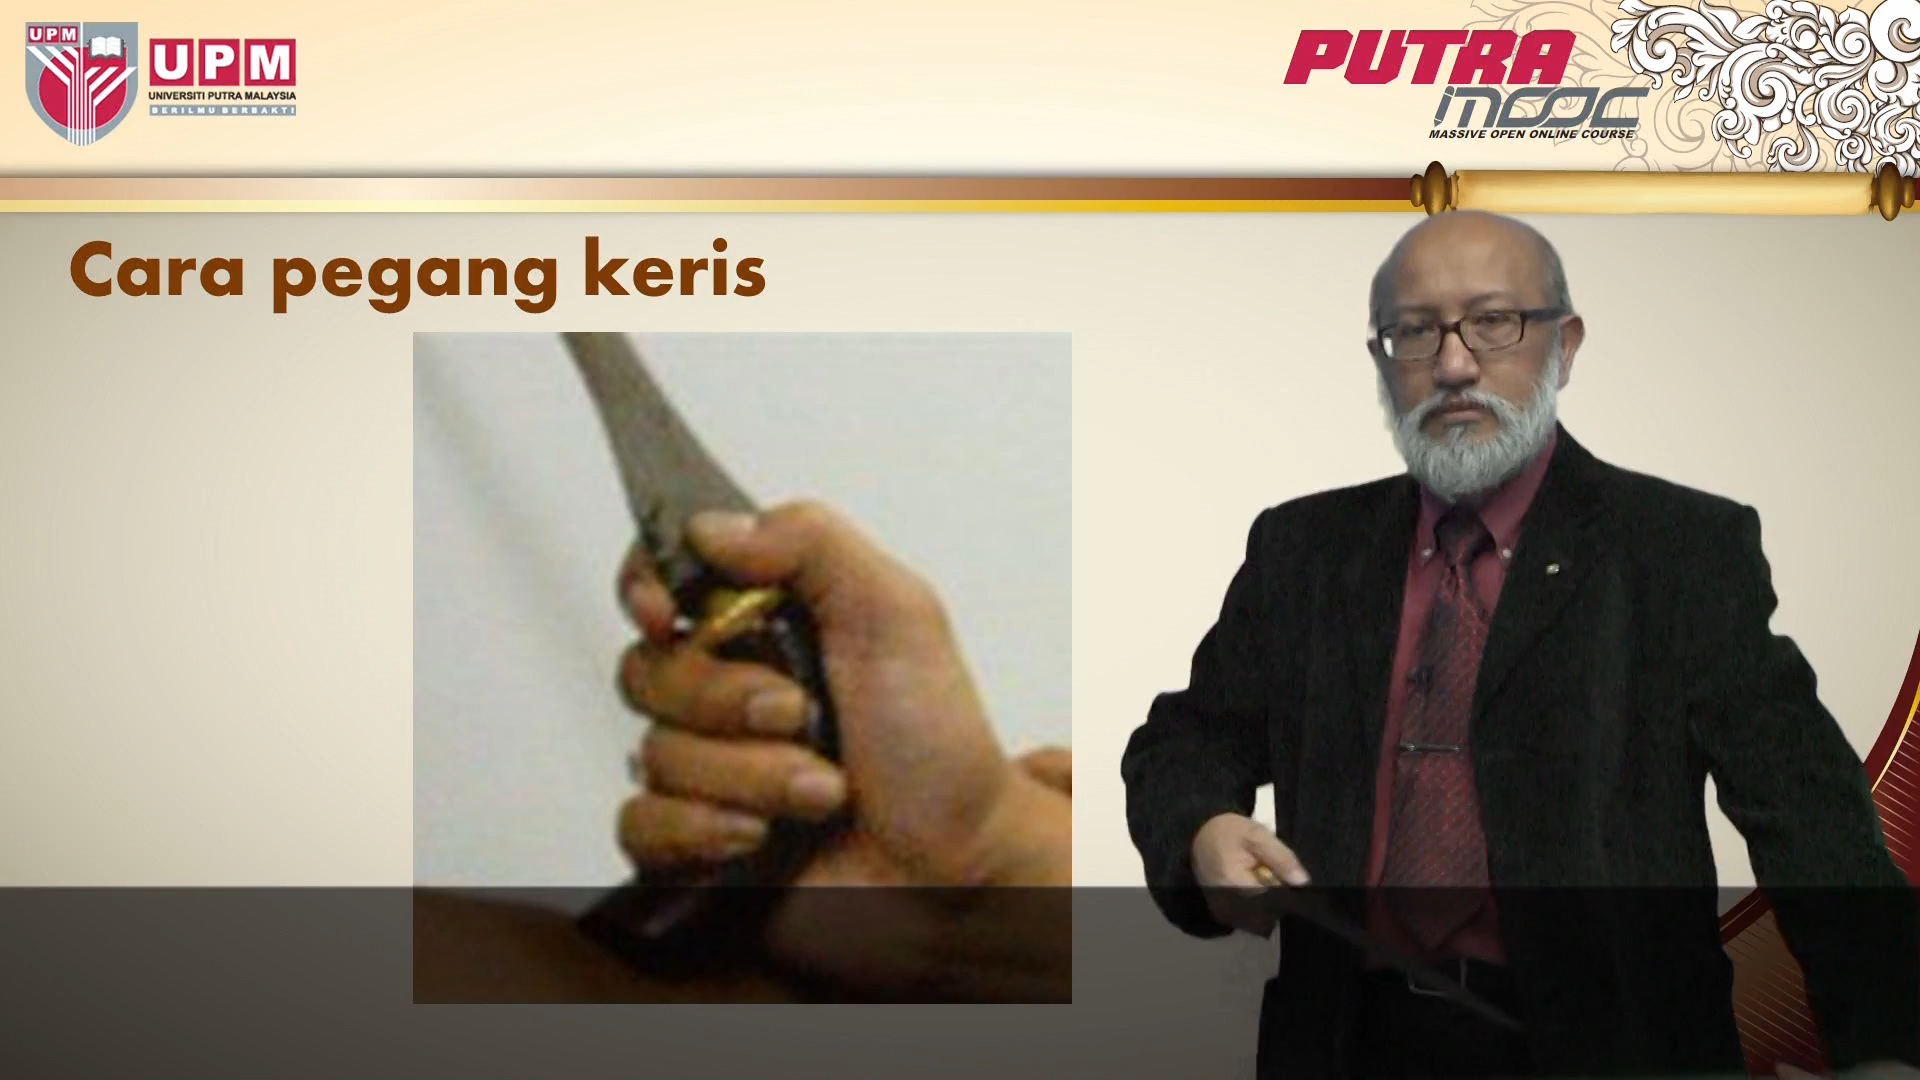 UPM
UPM
UNIVERSITI PUTRA MALAYSIA
BERILMU BERBAKTI
PUTRA
mooc
MASSIVE OPEN ONLINE COURSE
Cara pegang keris